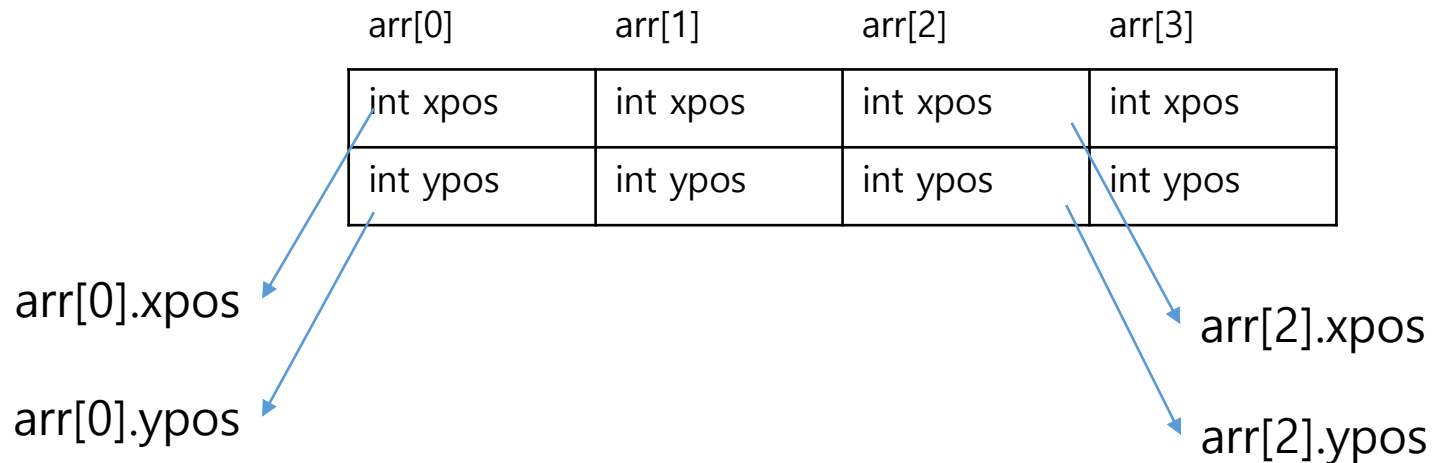 arr[0] arr[1] arr[2] arr[3]
int xpos int xpos int xpos int xpos
int ypos int ypos int ypos int ypos
arr[0].xpos
arr[2].xpos
arr[0].ypos
arr[2].ypos